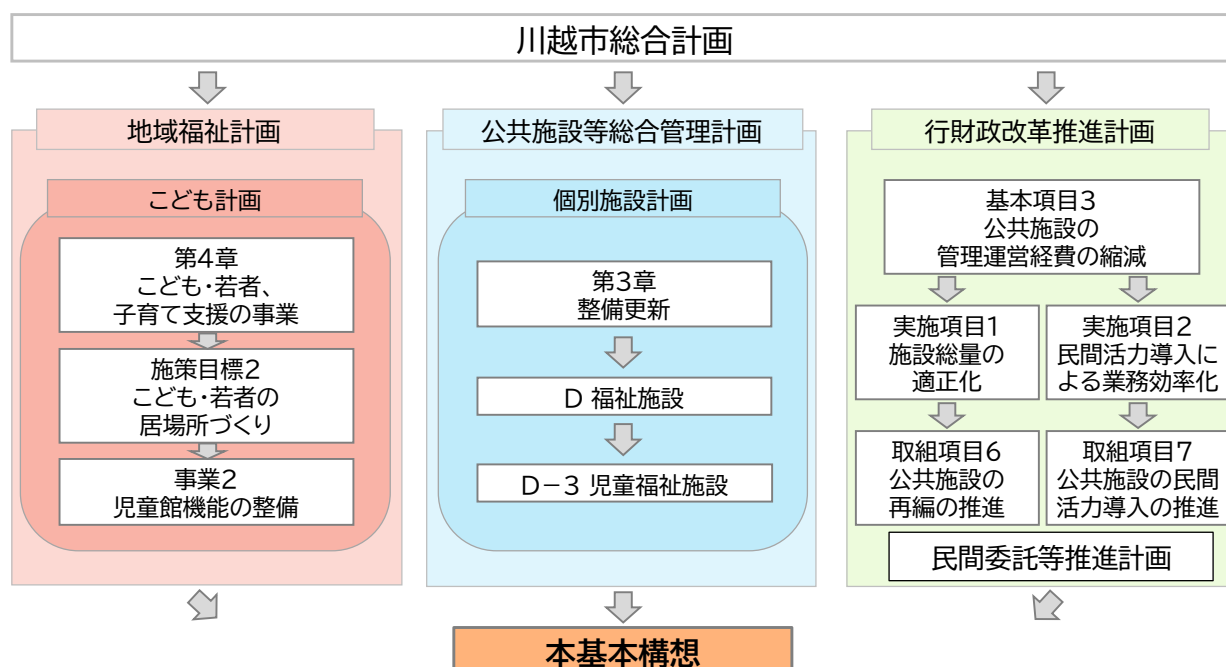 川越市総合計画
地域福祉計画
こども計画
第4章
こども・若者、
子育て支援の事業
施策目標2
こども・若者の
居場所づくり
事業2
児童館機能の整備
公共施設等総合管理計画
個別施設計画
第3章
整備更新
D 福祉施設
D－3 児童福祉施設
行財政改革推進計画
基本項目3
公共施設の
管理運営経費の縮減
実施項目1
施設総量の
適正化
実施項目2
民間活力導入に
よる業務効率化
取組項目6
公共施設の
再編の推進
取組項目7
公共施設の民間
活力導入の推進
民間委託等推進計画
本基本構想